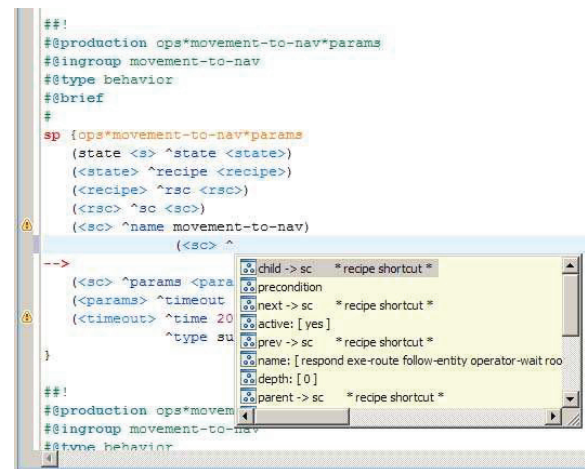 ##!
#@production ops*movement-to-nav*params
#@ingroup movement-to-nav
#@type behavior
#@brief
#
sp {ops*movement-to-nav*params
(state <s> ^state <state>)
(<state> ^recipe <recipe>)
(<recipe> ^rsc <rsc>)
(<rsc> ^sc <sc>)
(<sc> ^name movement-to-nav)
(<sc> ^
-->
(<sc> ^params <para
(<params> ^timeout
(<timeout> ^time 20
^type su
}
child -> sc * recipe shortcut *
precondition
next -> sc * recipe shortcut *
active: [ yes ]
prev -> sc * recipe shortcut *
name: [ respond exe-route follow-entity operator-wait roo
depth: [ 0 ]
parent -> sc * recipe shortcut *
##!
#@production ops*movem
#@ingroup movement-to-nav
#@type behavior